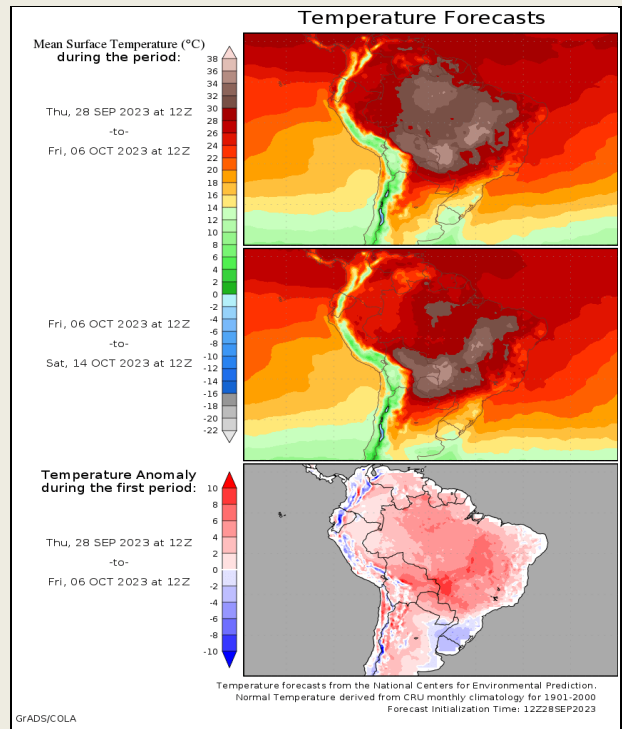 Temperature Forecasts
Mean Surface Temperature (°C)
during the period:
Thu, 28 SEP 2023 at 12Z
-to-
Fri, 06 OCT 2023 at 12Z
38
36
34
32
30
28
26
24
22
20
18
16
14
12
10
8
6
4
2
0
-2
-4
-6
-8
-10
-12
-14
-16
-18
-20
-22
Fri, 06 OCT 2023 at 12Z
-to-
Sat, 14 OCT 2023 at 12Z
Temperature Anomaly
during the first period:
Thu, 28 SEP 2023 at 12Z
-to-
Fri, 06 OCT 2023 at 12Z
10
8
6
4
2
0
-2
-4
-6
-8
-10
Temperature forecasts from the National Centers for Environmental Prediction.
Normal Temperature derived from CRU monthly climatology for 1901-2000
Forecast Initialization Time: 12Z28SEP2023
GrADS/COLA